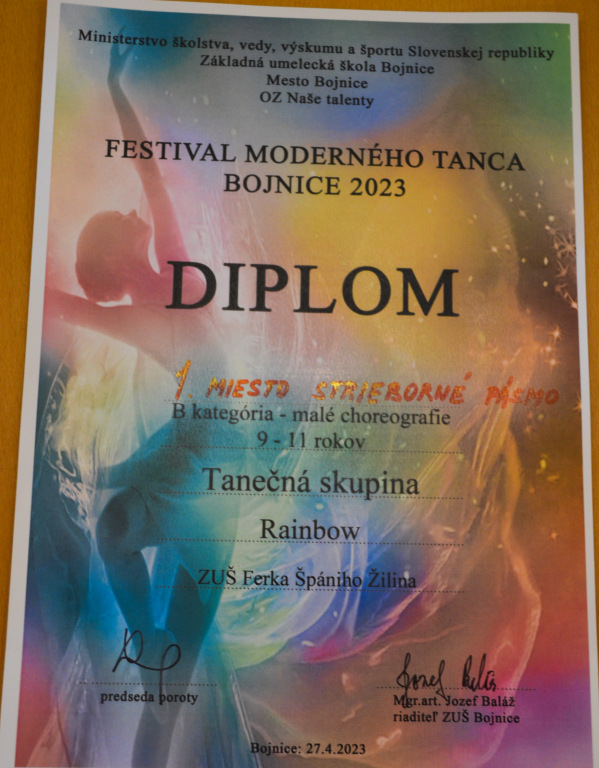 Ministerstvo školstva, vedy, výskumu a športu Slovenskej republiky
Základná umelecká škola Bojnice
Mesto Bojnice
OZ Naše talenty
FESTIVAL MODERNÉHO TANCA
BOJNICE 2023
DIPLOM
1. MIESTO STRIEBORNÉ PÁSMO
B kategória - malé choreografie
9 - 11 rokov
Tanečná skupina
Rainbow
ZUŠ Ferka Špániho Žilina
Jozef Baláž
predseda poroty
Mgr.art. Jozef Baláž
riaditeľ ZUŠ Bojnice
Bojnice: 27.4.2023